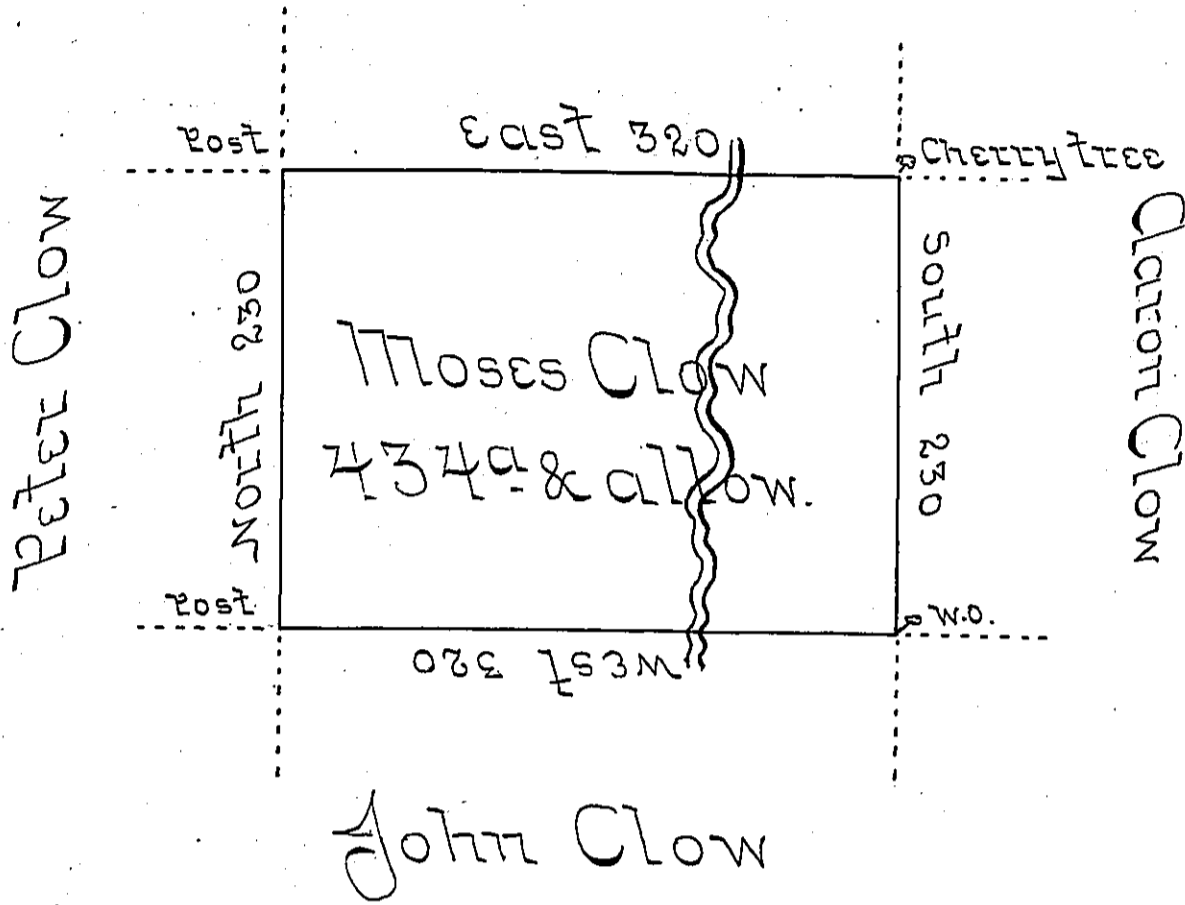 East 320
Post
Cherry tree
Peter Clow
North 230
Moses Clow
434a & allow.
South 230
Aaron Clow
Post
W.O.
West 320
John Clow